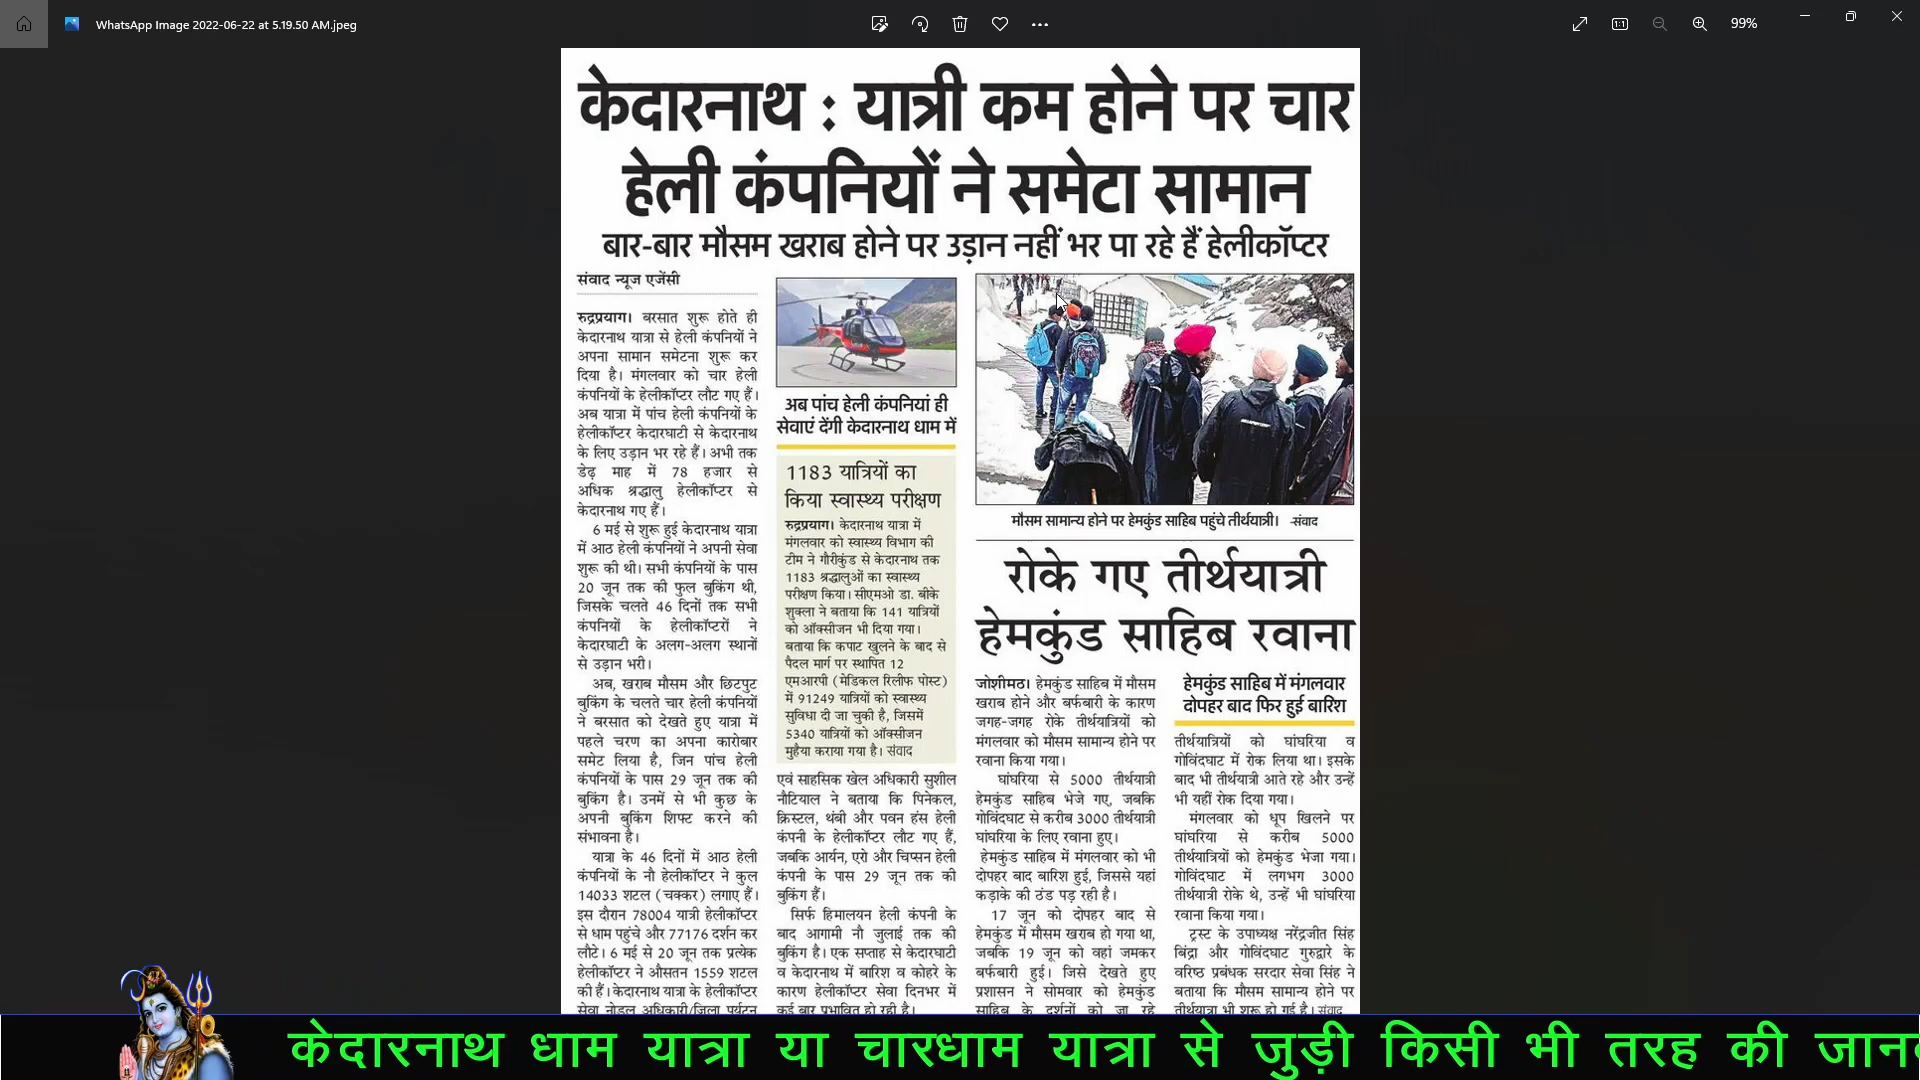 WhatsApp Image 2022-06-22 at 5.19.50 AM.jpeg
99%
केदारनाथ : यात्री कम होने पर चार
हेली कंपनियों ने समेटा सामान
बार-बार मौसम खराब होने पर उड़ान नहीं भर पा रहे हैं हेलीकॉप्टर
संवाद न्यूज एजेंसी
रुद्रप्रयाग। बरसात शुरू होते ही
केदारनाथ यात्रा से हेली कंपनियों ने
अपना सामान समेटना शुरू कर
दिया है। मंगलवार को चार हेली
कंपनियों के हेलीकॉप्टर लौट गए हैं।
अब यात्रा में पांच हेली कंपनियों के
हेलीकॉप्टर केदारघाटी से केदारनाथ
के लिए उड़ान भर रहे हैं। अभी तक
डेढ़ माह में 78 हजार से
अधिक श्रद्धालु हेलीकॉप्टर से
केदारनाथ गए हैं।
6 मई से शुरू हुई केदारनाथ यात्रा
में आठ हेली कंपनियों ने अपनी सेवा
शुरू की थी। सभी कंपनियों के पास
20 जून तक की फुल बुकिंग थी,
जिसके चलते 46 दिनों तक सभी
कंपनियों के हेलीकॉप्टरों ने
केदारघाटी के अलग-अलग स्थानों
से उड़ान भरी।
अब, खराब मौसम और छिटपुट
बुकिंग के चलते चार हेली कंपनियों
ने बरसात को देखते हुए यात्रा में
पहले चरण का अपना कारोबार
समेट लिया है, जिन पांच हेली
कंपनियों के पास 29 जून तक की
बुकिंग है। उनमें से भी कुछ के
अपनी बुकिंग शिफ्ट करने की
संभावना है।
यात्रा के 46 दिनों में आठ हेली
कंपनियों के नौ हेलीकॉप्टर ने कुल
14033 शटल (चक्कर) लगाए हैं।
इस दौरान 78004 यात्री हेलीकॉप्टर
से धाम पहुंचे और 77176 दर्शन कर
लौटे। 6 मई से 20 जून तक प्रत्येक
हेलीकॉप्टर ने औसतन 1559 शटल
की हैं। केदारनाथ यात्रा के हेलीकॉप्टर
सेवा नोडल अधिकारी/जिला पर्यटन
अब पांच हेली कंपनियां ही
सेवाएं देंगी केदारनाथ धाम में
1183 यात्रियों का
किया स्वास्थ्य परीक्षण
रुद्रप्रयाग। केदारनाथ यात्रा में
मंगलवार को स्वास्थ्य विभाग की
टीम ने गौरीकुंड से केदारनाथ तक
1183 श्रद्धालुओं का स्वास्थ्य
परीक्षण किया। सीएमओ डा. बीके
शुक्ला ने बताया कि 141 यात्रियों
को ऑक्सीजन भी दिया गया।
बताया कि कपाट खुलने के बाद से
पैदल मार्ग पर स्थापित 12
एमआरपी (मेडिकल रिलीफ पोस्ट)
में 91249 यात्रियों को स्वास्थ्य
सुविधा दी जा चुकी है, जिसमें
5340 यात्रियों को ऑक्सीजन
मुहैया कराया गया है। संवाद
एवं साहसिक खेल अधिकारी सुशील
नौटियाल ने बताया कि पिनेकल,
क्रिस्टल, थंबी और पवन हंस हेली
कंपनी के हेलीकॉप्टर लौट गए हैं,
जबकि आर्यन, एरो और चिप्सन हेली
कंपनी के पास 29 जून तक की
बुकिंग हैं।
सिर्फ हिमालयन हेली कंपनी के
बाद आगामी नौ जुलाई तक की
बुकिंग है। एक सप्ताह से केदारघाटी
व केदारनाथ में बारिश व कोहरे के
कारण हेलीकॉप्टर सेवा दिनभर में
कई बार प्रभावित हो रही है।
मौसम सामान्य होने पर हेमकुंड साहिब पहुंचे तीर्थयात्री। -संवाद
रोके गए तीर्थयात्री
हेमकुंड साहिब रवाना
जोशीमठ। हेमकुंड साहिब में मौसम
खराब होने और बर्फबारी के कारण
जगह-जगह रोके तीर्थयात्रियों को
मंगलवार को मौसम सामान्य होने पर
रवाना किया गया।
घांघरिया से 5000 तीर्थयात्री
हेमकुंड साहिब भेजे गए, जबकि
गोविंदघाट से करीब 3000 तीर्थयात्री
घांघरिया के लिए रवाना हुए।
हेमकुंड साहिब में मंगलवार को भी
दोपहर बाद बारिश हुई, जिससे यहां
कड़ाके की ठंड पड़ रही है।
17 जून को दोपहर बाद से
हेमकुंड में मौसम खराब हो गया था,
जबकि 19 जून को वहां जमकर
बर्फबारी हुई। जिसे देखते हुए
प्रशासन ने सोमवार को हेमकुंड
साहिब के दर्शनों को जा रहे
हेमकुंड साहिब में मंगलवार
दोपहर बाद फिर हुई बारिश
तीर्थयात्रियों को घांघरिया व
गोविंदघाट में रोक लिया था। इसके
बाद भी तीर्थयात्री आते रहे और उन्हें
भी यहीं रोक दिया गया।
मंगलवार को धूप खिलने पर
घांघरिया से करीब 5000
तीर्थयात्रियों को हेमकुंड भेजा गया।
गोविंदघाट में लगभग 3000
तीर्थयात्री रोके थे, उन्हें भी घांघरिया
रवाना किया गया।
ट्रस्ट के उपाध्यक्ष नरेंद्रजीत सिंह
बिंद्रा और गोविंदघाट गुरुद्वारे के
वरिष्ठ प्रबंधक सरदार सेवा सिंह ने
बताया कि मौसम सामान्य होने पर
तीर्थयात्रा भी शुरू हो गई है। संवाद
केदारनाथ धाम यात्रा या चारधाम यात्रा से जुड़ी किसी भी तरह की